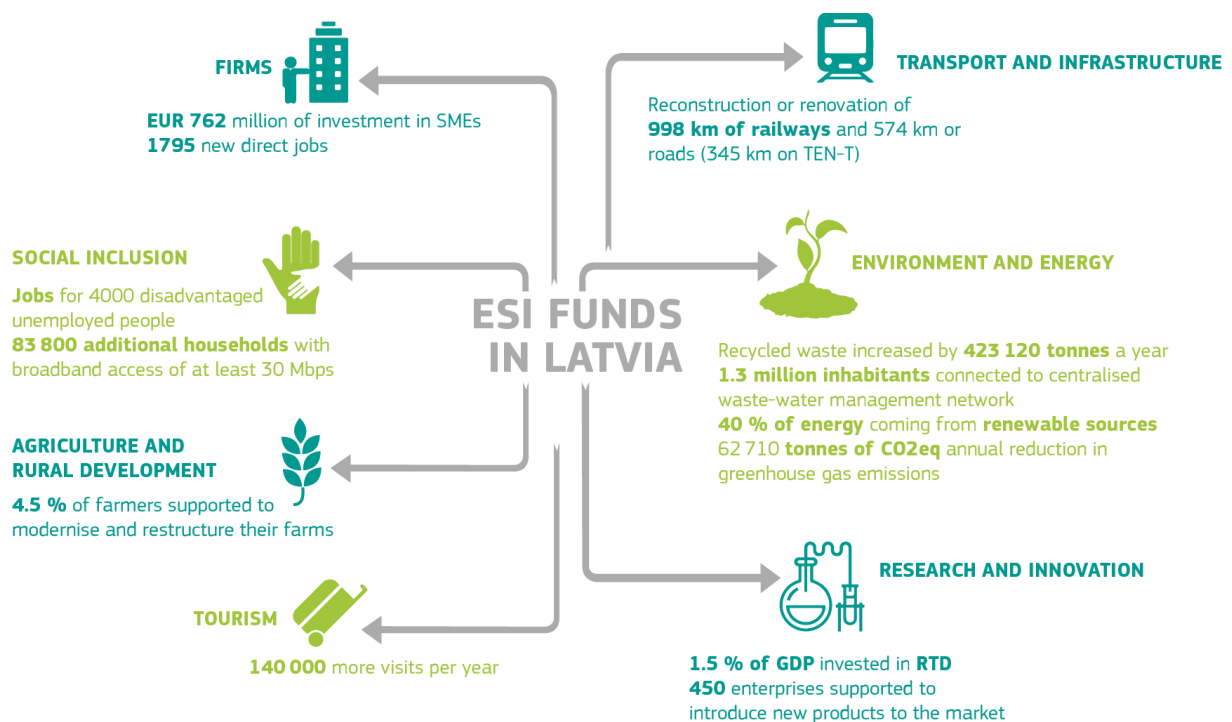 FIRMS
EUR 762 million of investment in SMEs
1795 new direct jobs
TRANSPORT AND INFRASTRUCTURE
Reconstruction or renovation of
998 km of railways and 574 km or
roads (345 km on TEN-T)
SOCIAL INCLUSION
Jobs for 4000 disadvantaged
unemployed people
83 800 additional households with
broadband access of at least 30 Mbps
ESI FUNDS
IN LATVIA
ENVIRONMENT AND ENERGY
Recycled waste increased by 423 120 tonnes a year
1.3 million inhabitants connected to centralised
waste-water management network
40 % of energy coming from renewable sources
62 710 tonnes of CO2eq annual reduction in
greenhouse gas emissions
AGRICULTURE AND
RURAL DEVELOPMENT
4.5 % of farmers supported to
modernise and restructure their farms
TOURISM
140 000 more visits per year
RESEARCH AND INNOVATION
1.5 % of GDP invested in RTD
450 enterprises supported to
introduce new products to the market